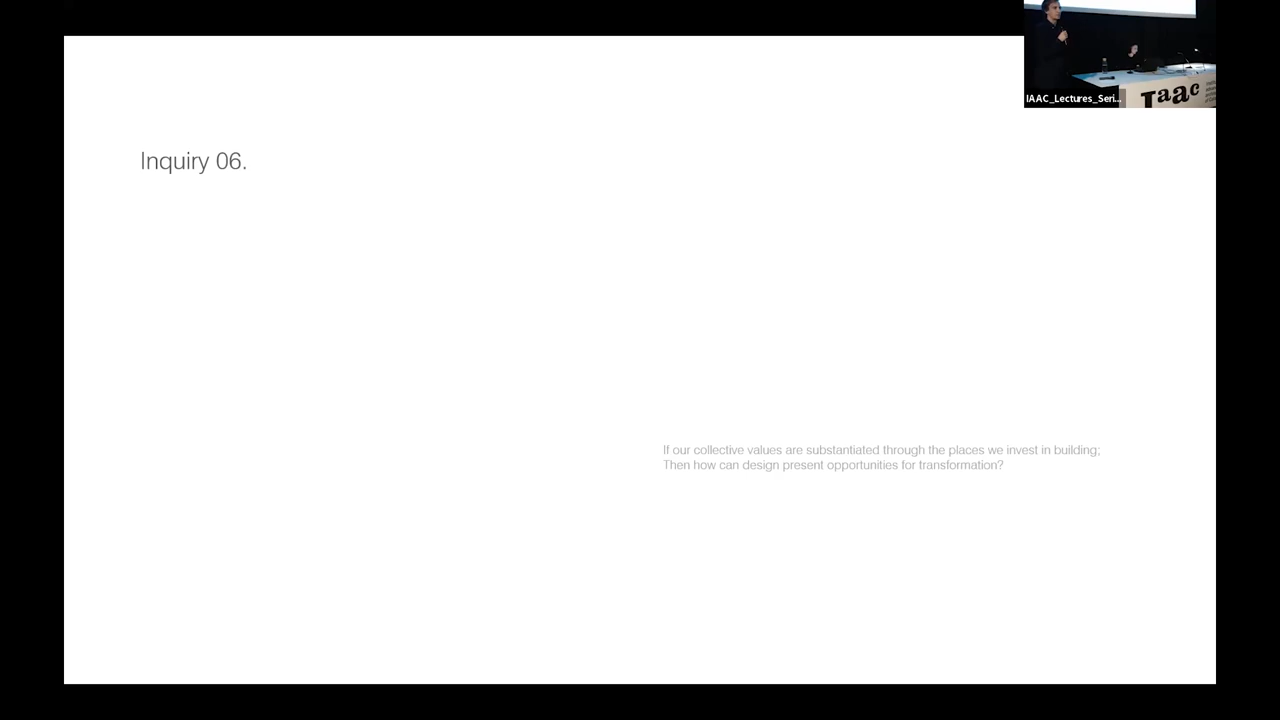 IAAC_Lectures_Seri...
Iaac
Inquiry 06.
If our collective values are substantiated through the places we invest in building;
Then how can design present opportunities for transformation?